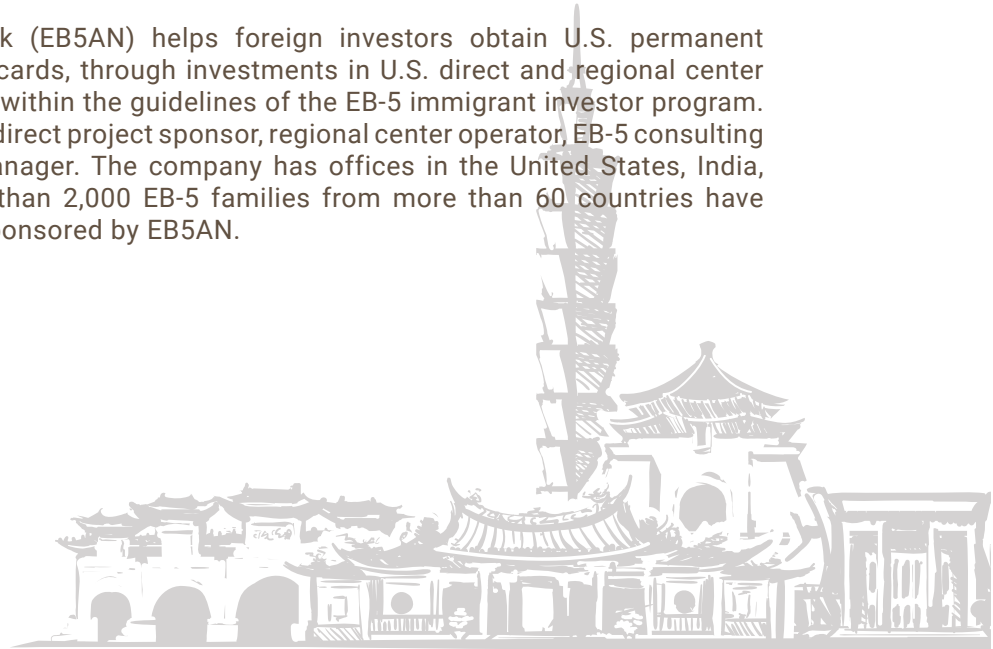 k (EB5AN) helps foreign investors obtain U.S. permanent
cards, through investments in U.S. direct and regional center
within the guidelines of the EB-5 immigrant investor program.
direct project sponsor, regional center operator, EB-5 consulting
anager. The company has offices in the United States, India,
than 2,000 EB-5 families from more than 60 countries have
ponsored by EB5AN.